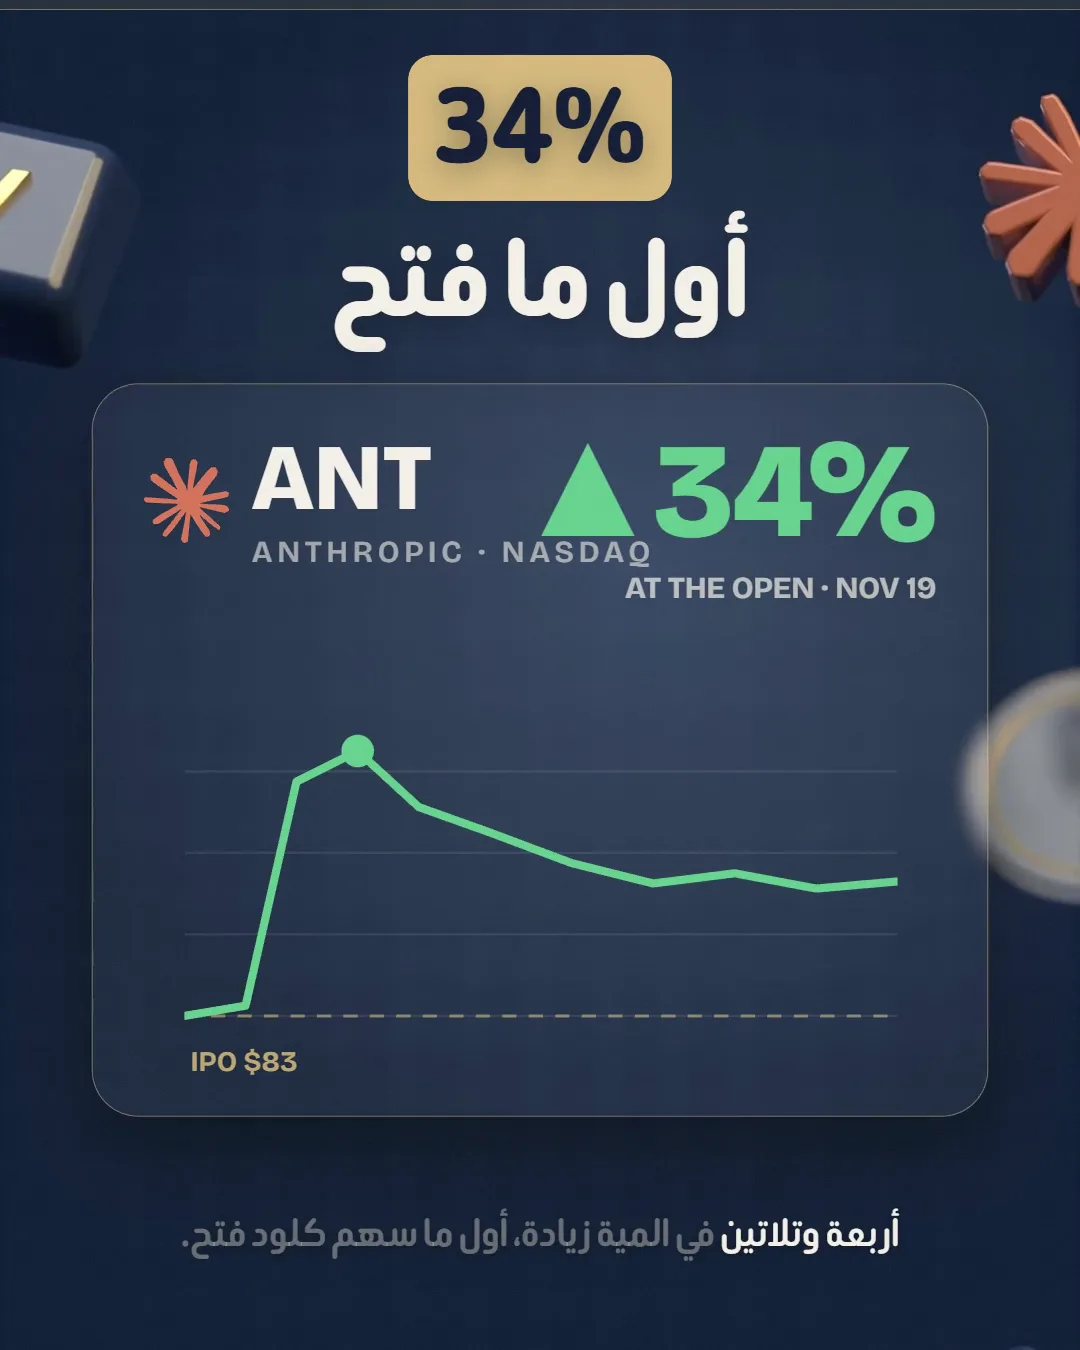 34%
أول ما فتح
ANT
▲34%
ANTHROPIC · NASDAQ
AT THE OPEN · NOV 19
IPO $83
أربعة وتلاتين في المية زيادة، أول ما سهم كلود فتح.